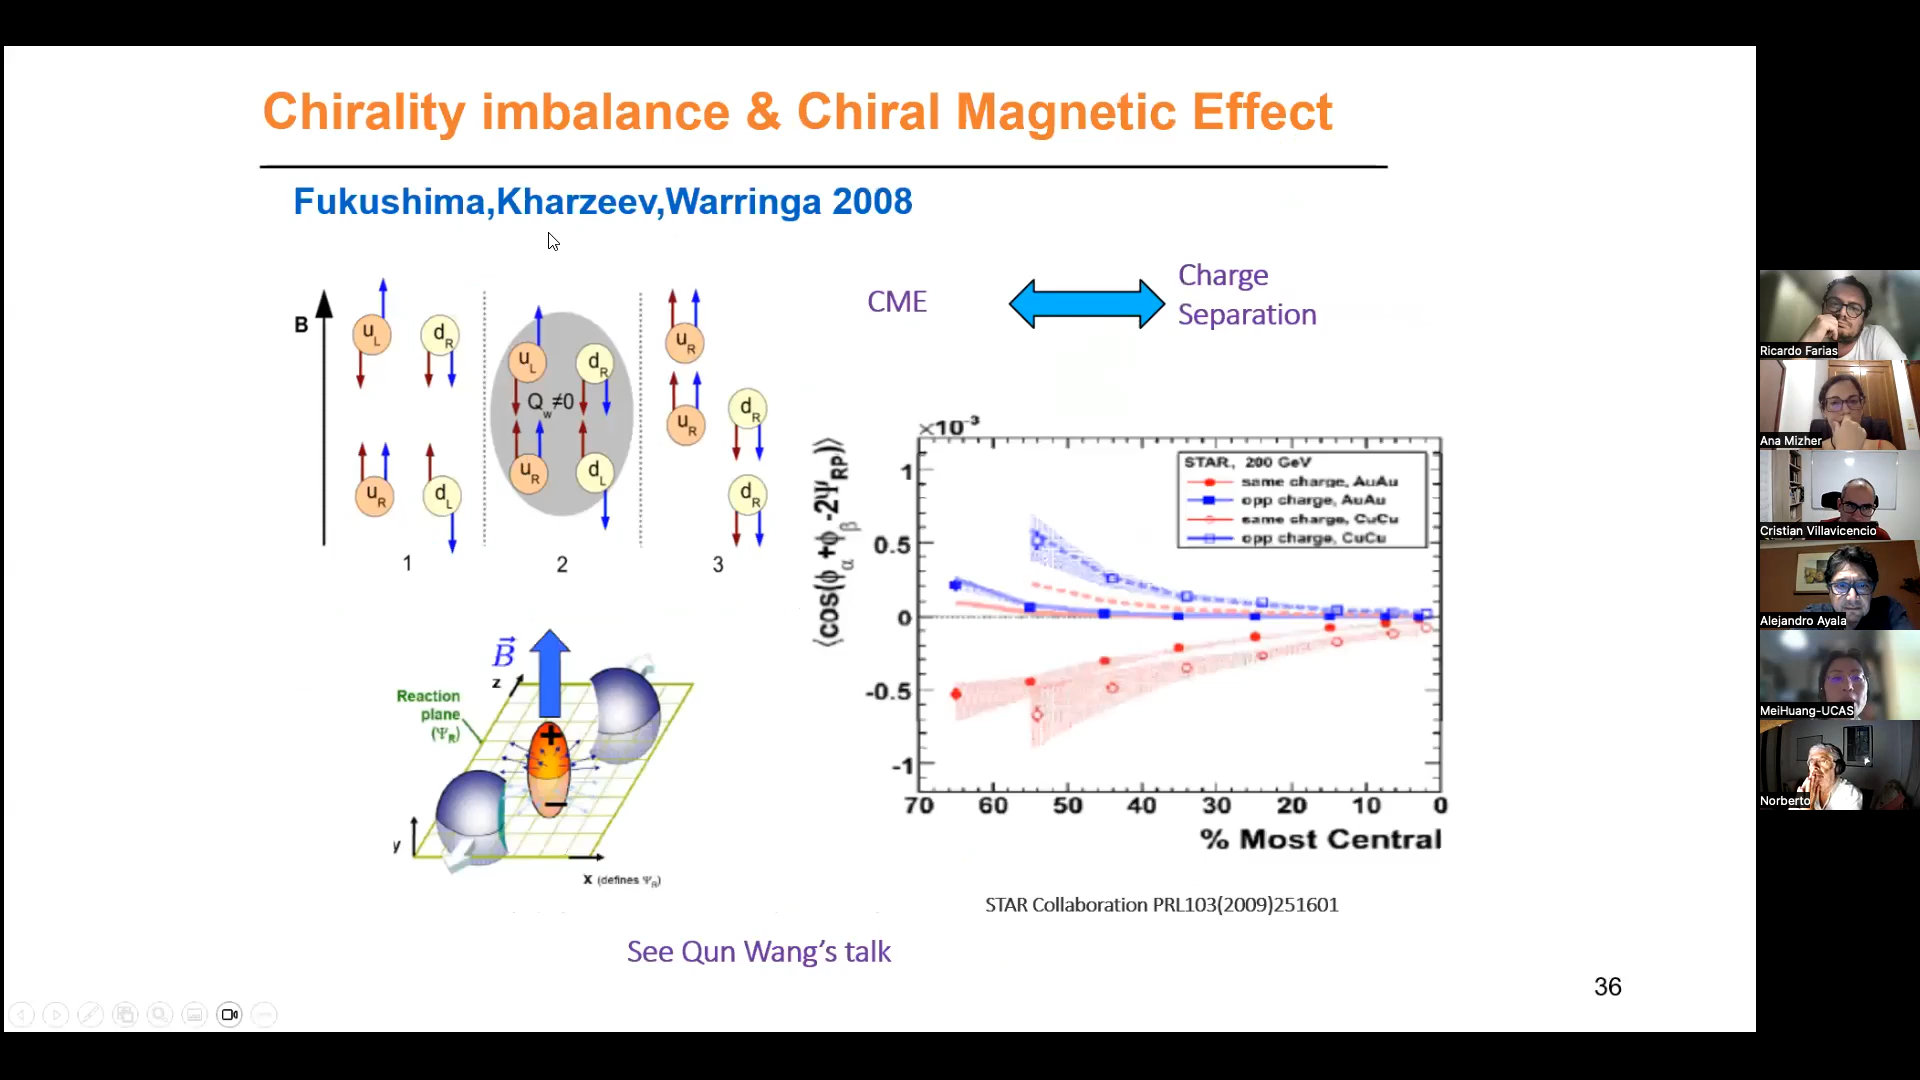 Chirality imbalance & Chiral Magnetic Effect
Fukushima,Kharzeev,Warringa 2008
CME
Charge
Separation
B
u_L
d_R
u_R
d_L
1
u_L
d_R
Q_w≠0
u_R
d_L
2
u_R
u_R
d_R
d_R
3
B
z
Reaction
plane
(Ψ_R)
+
−
y
x (defines Ψ_R)
×10⁻³
⟨cos(ϕ_α +ϕ_β -2Ψ_RP)⟩
STAR, 200 GeV
same charge, AuAu
opp charge, AuAu
same charge, CuCu
opp charge, CuCu
1
0.5
0
-0.5
-1
70 60 50 40 30 20 10 0
% Most Central
STAR Collaboration PRL103(2009)251601
See Qun Wang’s talk
36
Ricardo Farias
Ana Mizher
Cristian Villavicencio
Alejandro Ayala
MeiHuang-UCAS
Norberto